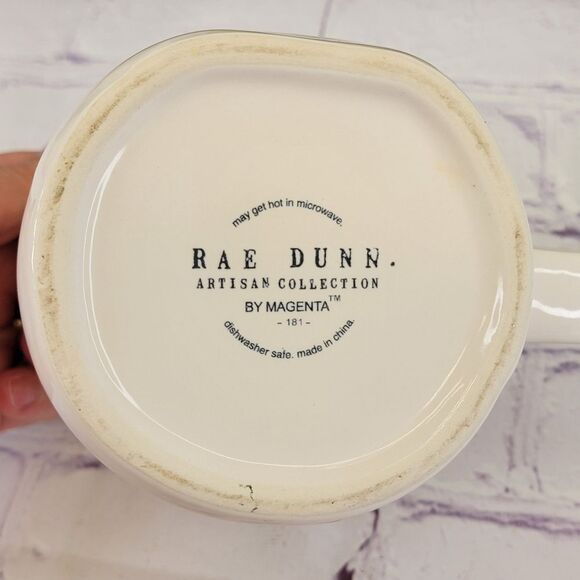 may get hot in microwave.
RAE DUNN.
ARTISAN COLLECTION
BY MAGENTA™
- 181 -
dishwasher safe. made in china.